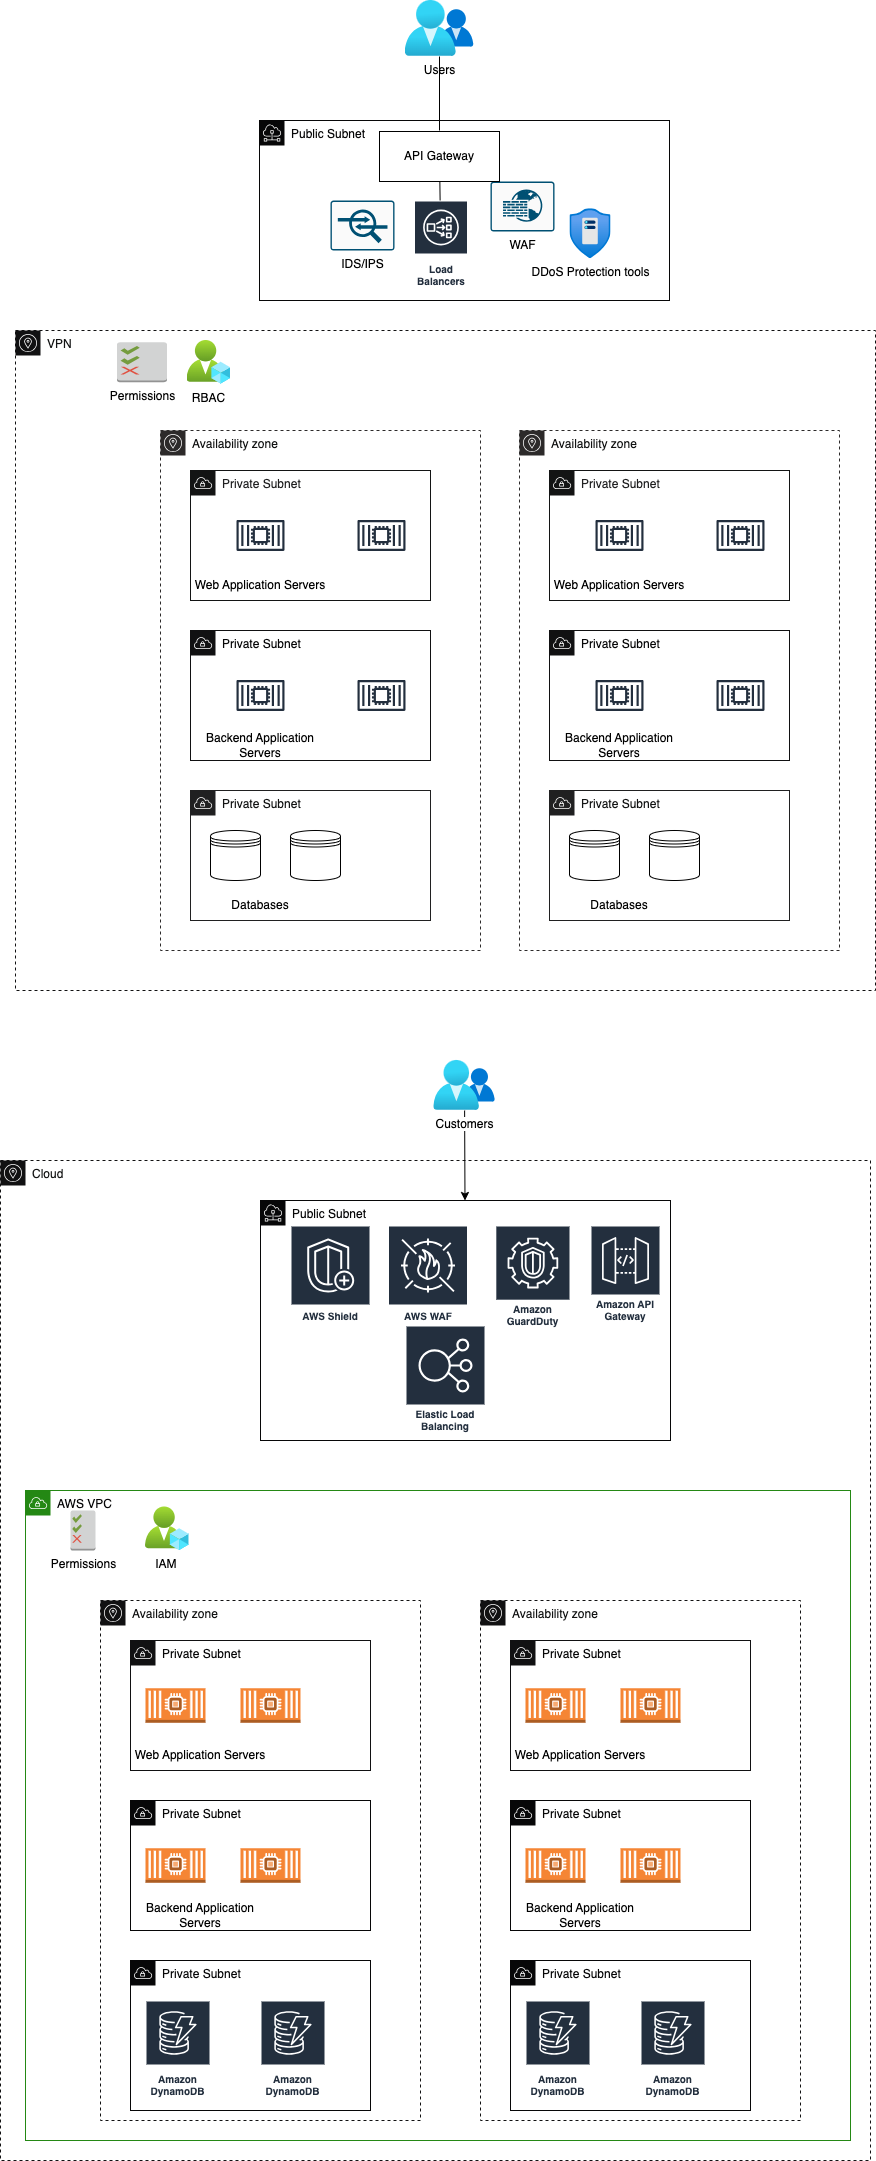 Users
Public Subnet
API Gateway
IDS/IPS
Load
Balancers
WAF
DDoS Protection tools
VPN
Permissions
RBAC
Availability zone
Private Subnet
Web Application Servers
Private Subnet
Backend Application
Servers
Private Subnet
Databases
Availability zone
Private Subnet
Web Application Servers
Private Subnet
Backend Application
Servers
Private Subnet
Databases
Customers
Cloud
Public Subnet
AWS Shield
AWS WAF
Amazon
GuardDuty
Amazon API
Gateway
Elastic Load
Balancing
AWS VPC
Permissions
IAM
Availability zone
Private Subnet
Web Application Servers
Private Subnet
Backend Application
Servers
Private Subnet
Amazon
DynamoDB
Amazon
DynamoDB
Availability zone
Private Subnet
Web Application Servers
Private Subnet
Backend Application
Servers
Private Subnet
Amazon
DynamoDB
Amazon
DynamoDB